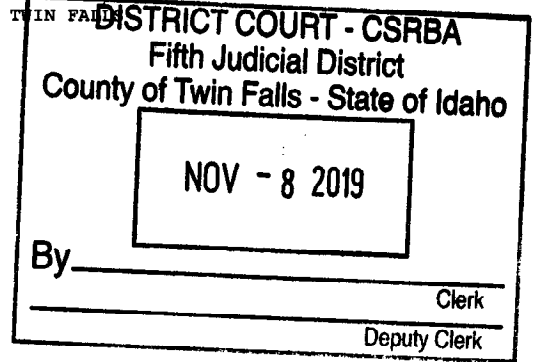 TWIN FALLS
DISTRICT COURT - CSRBA
Fifth Judicial District
County of Twin Falls - State of Idaho
NOV - 8 2019
By
Clerk
Deputy Clerk